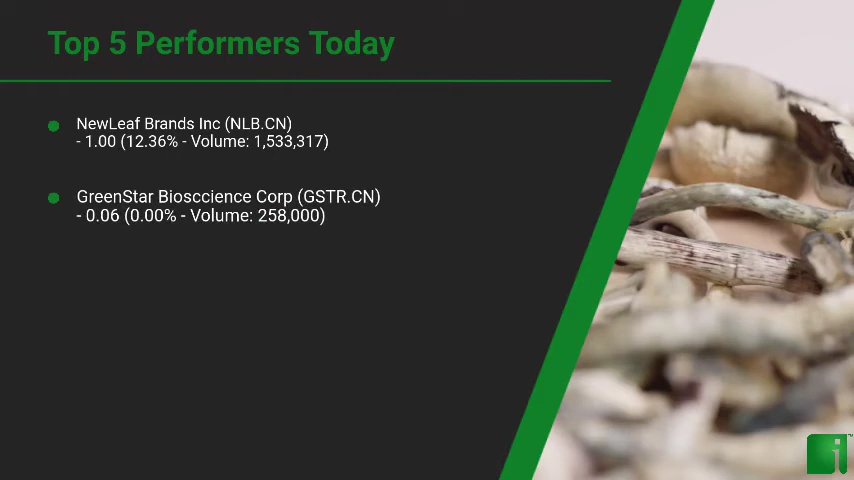 Top 5 Performers Today
NewLeaf Brands Inc (NLB.CN)
- 1.00 (12.36% - Volume: 1,533,317)
GreenStar Biosccience Corp (GSTR.CN)
- 0.06 (0.00% - Volume: 258,000)
i™